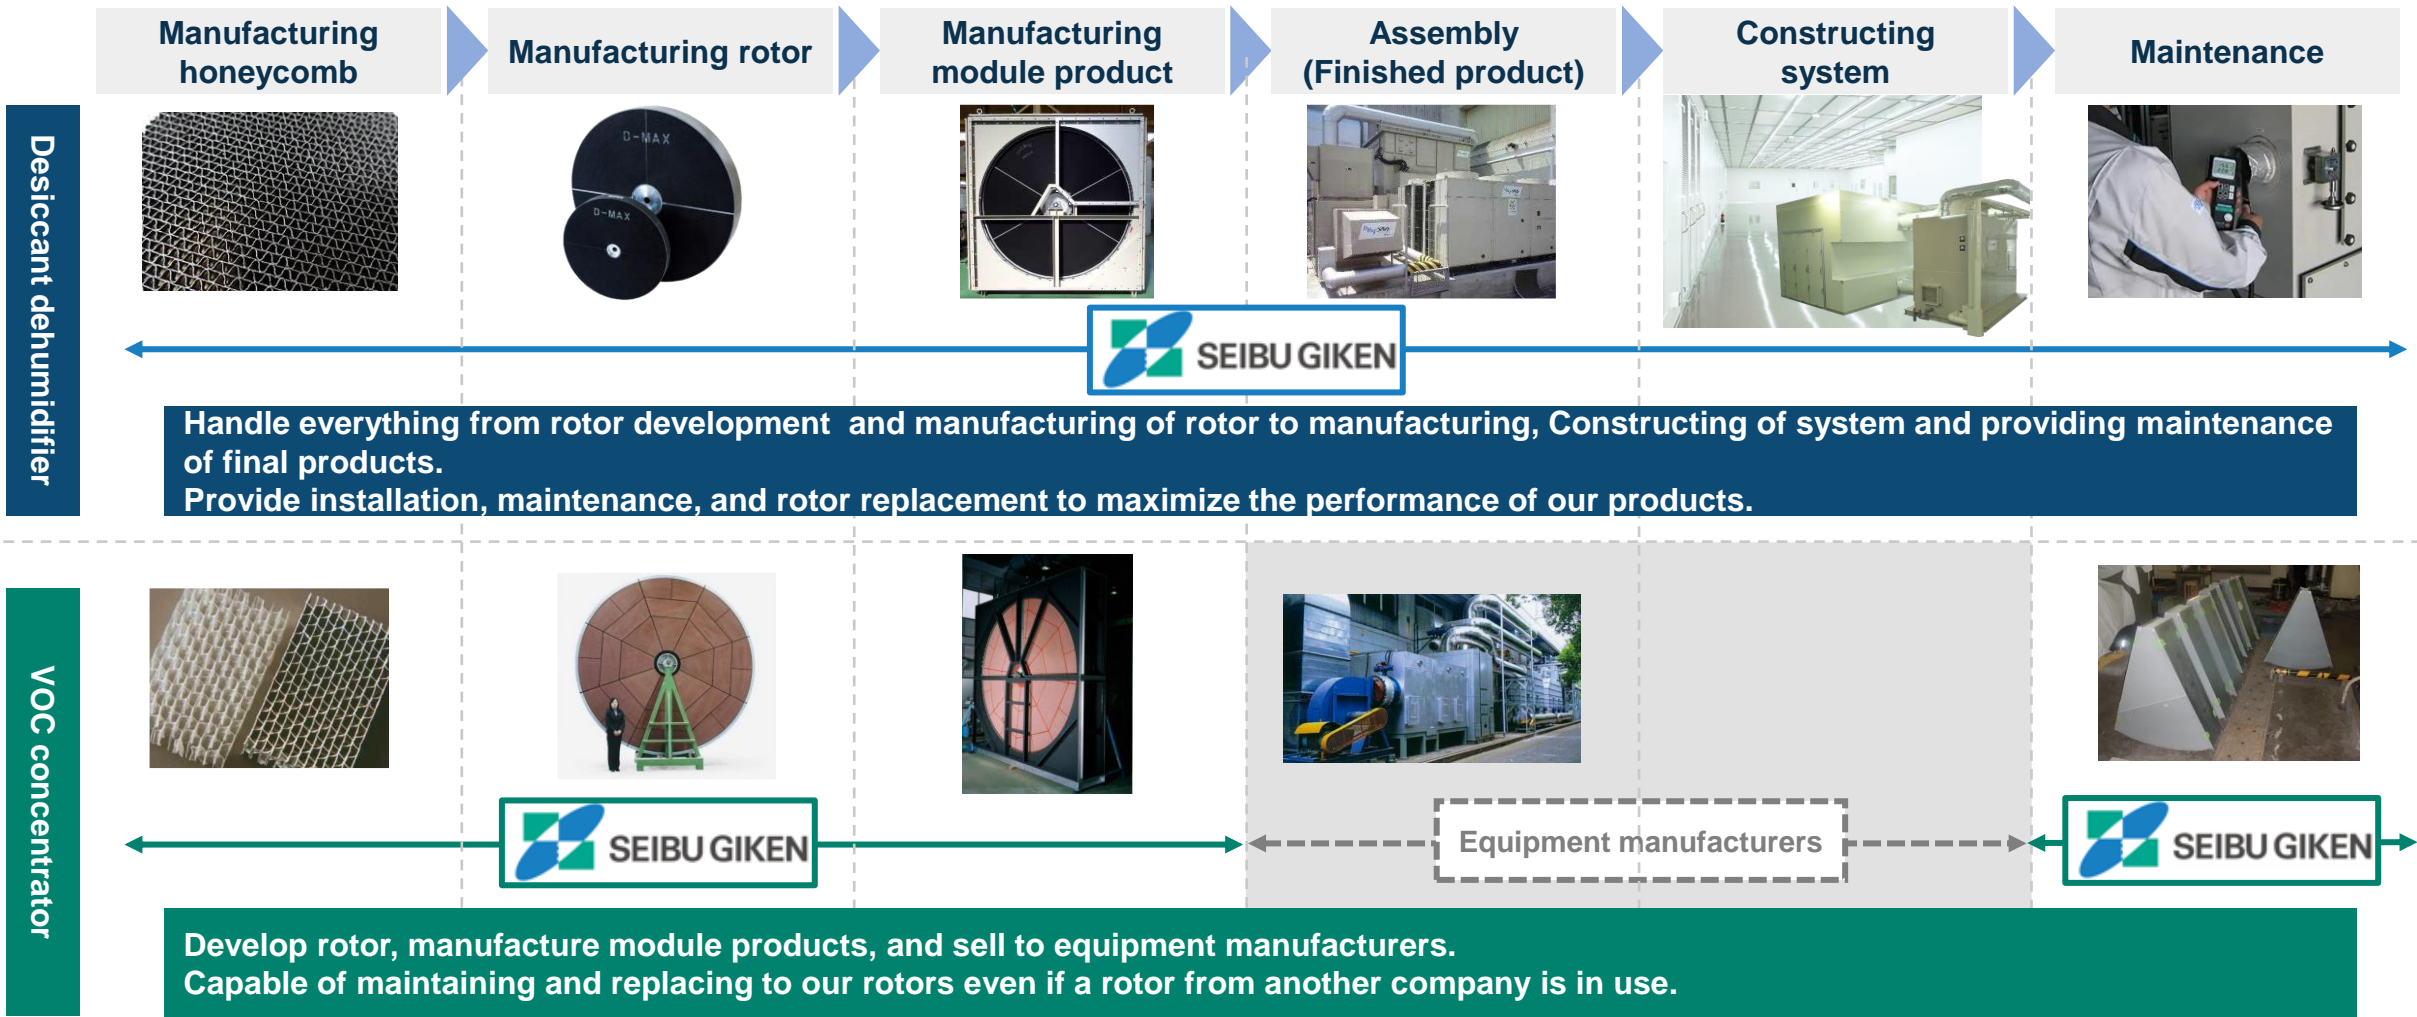 Manufacturing
honeycomb
Manufacturing rotor
Manufacturing
module product
Assembly
(Finished product)
Constructing
system
Maintenance
Desiccant dehumidifier
D-MAX
D-MAX
SEIBU GIKEN
Handle everything from rotor development  and manufacturing of rotor to manufacturing, Constructing of system and providing maintenance
of final products.
Provide installation, maintenance, and rotor replacement to maximize the performance of our products.
VOC concentrator
SEIBU GIKEN
Equipment manufacturers
SEIBU GIKEN
Develop rotor, manufacture module products, and sell to equipment manufacturers.
Capable of maintaining and replacing to our rotors even if a rotor from another company is in use.